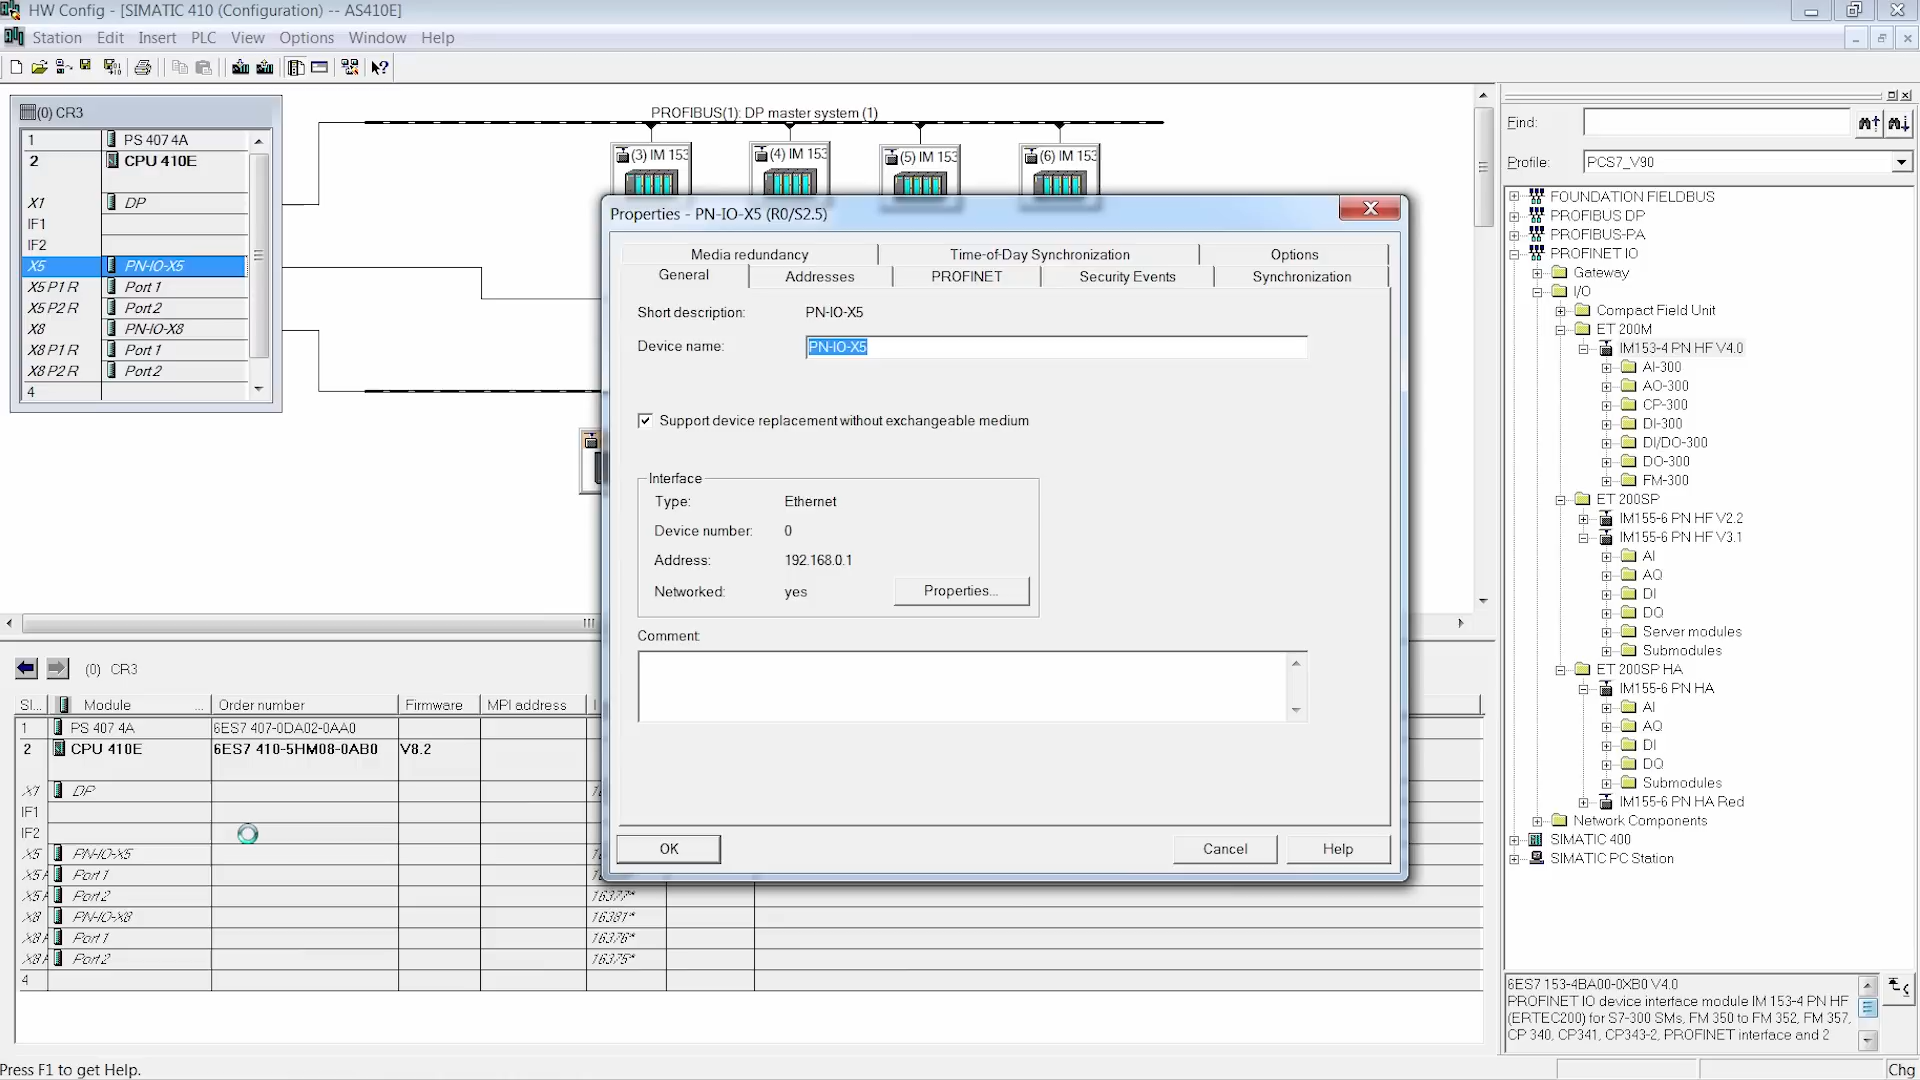 HW Config - [SIMATIC 410 (Configuration) -- AS410E]
Station Edit Insert PLC View Options Window Help
(0) CR3
1 PS 407 4A
2 CPU 410E
X1 DP
IF1
IF2
X5 PN-IO-X5
X5 P1 R Port 1
X5 P2 R Port 2
X8 PN-IO-X8
X8 P1 R Port 1
X8 P2 R Port 2
4
PROFIBUS(1): DP master system (1)
(3) IM 153
(4) IM 153
(5) IM 153
(6) IM 153
Properties - PN-IO-X5 (R0/S2.5)
Media redundancy Time-of-Day Synchronization Options
General Addresses PROFINET Security Events Synchronization
Short description: PN-IO-X5
Device name: PN-IO-X5
Support device replacement without exchangeable medium
Interface
Type: Ethernet
Device number: 0
Address: 192.168.0.1
Networked: yes Properties...
Comment:
OK Cancel Help
Find:
Profile: PCS7_V90
FOUNDATION FIELDBUS
PROFIBUS DP
PROFIBUS-PA
PROFINET IO
Gateway
I/O
Compact Field Unit
ET 200M
IM153-4 PN HF V4.0
AI-300
AO-300
CP-300
DI-300
DI/DO-300
DO-300
FM-300
ET 200SP
IM155-6 PN HF V2.2
IM155-6 PN HF V3.1
AI
AQ
DI
DQ
Server modules
Submodules
ET 200SP HA
IM155-6 PN HA
AI
AQ
DI
DQ
Submodules
IM155-6 PN HA Red
Network Components
SIMATIC 400
SIMATIC PC Station
6ES7 153-4BA00-0XB0 V4.0
PROFINET IO device interface module IM 153-4 PN HF
(ERTEC200) for S7-300 SMs, FM 350 to FM 352, FM 357,
CP 340, CP341, CP343-2, PROFINET interface and 2
(0) CR3
Sl... Module ... Order number Firmware MPI address I
1 PS 407 4A 6ES7 407-0DA02-0AA0
2 CPU 410E 6ES7 410-5HM08-0AB0 V8.2
X1 DP
IF1
IF2
X5 PN-IO-X5
X5 Port 1
X5 Port 2 16377*
X8 PN-IO-X8 16381*
X8 Port 1 16376*
X8 Port 2 16375*
4
Press F1 to get Help.
Chg